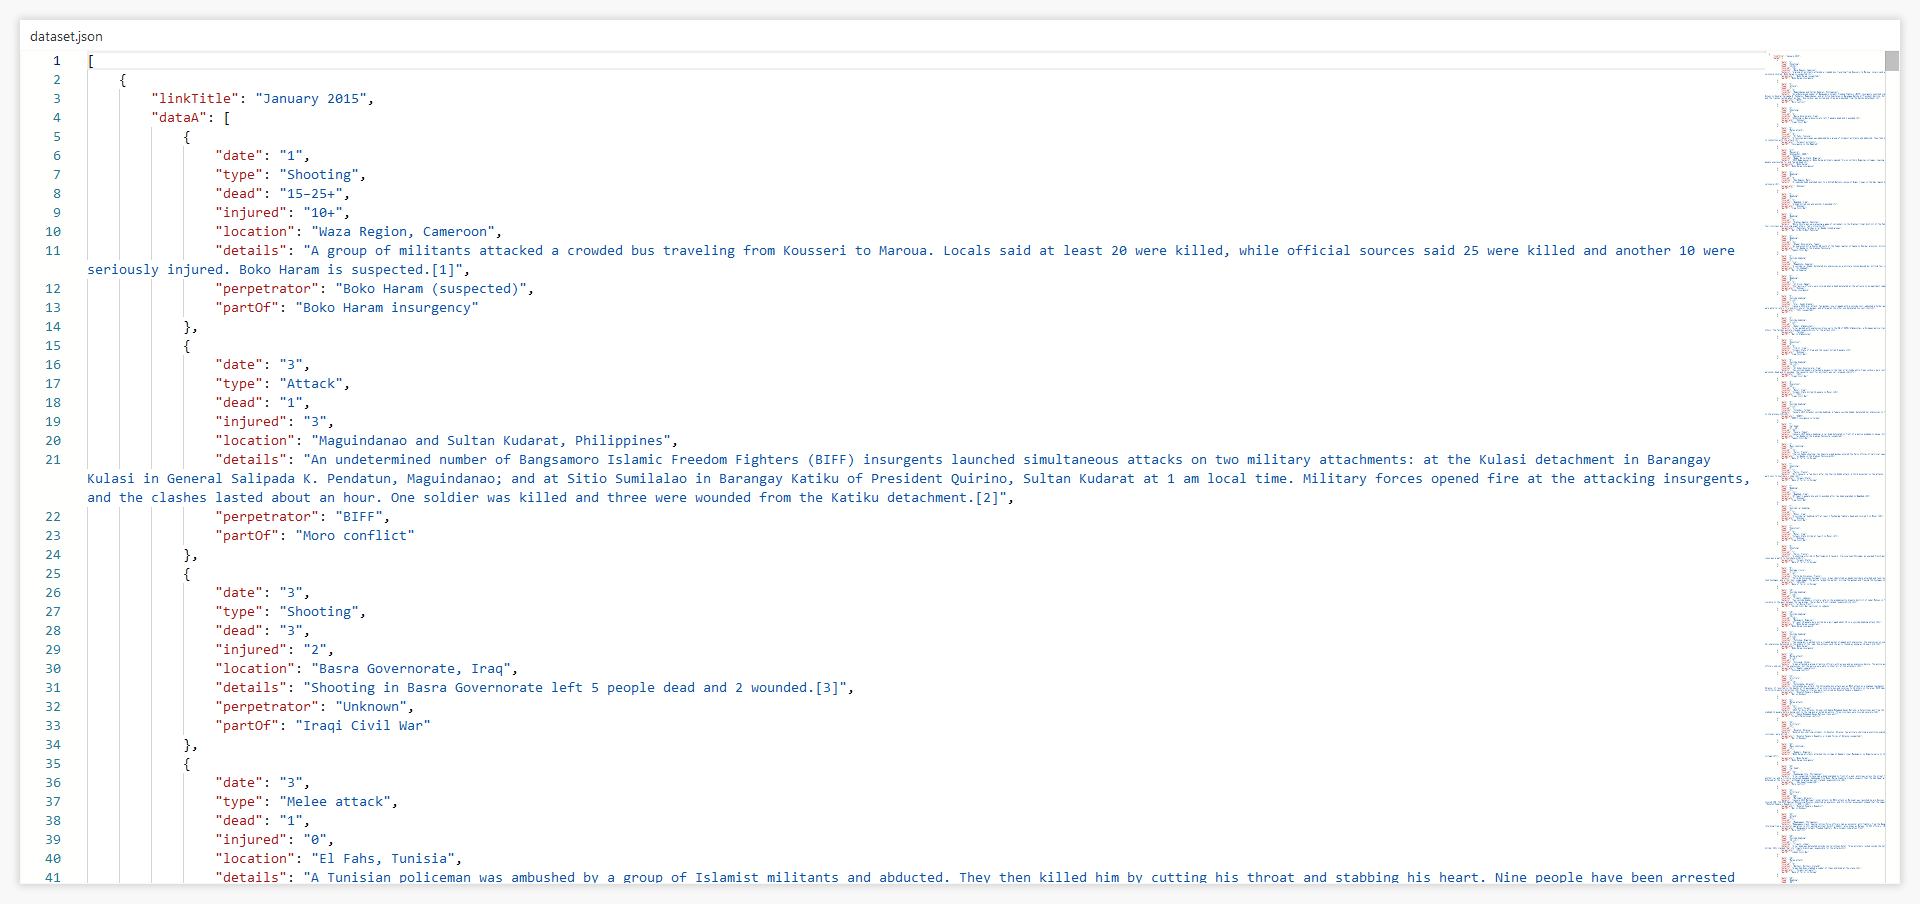 dataset.json
1 [
2 {
3 "linkTitle": "January 2015",
4 "dataA": [
5 {
6 "date": "1",
7 "type": "Shooting",
8 "dead": "15–25+",
9 "injured": "10+",
10 "location": "Waza Region, Cameroon",
11 "details": "A group of militants attacked a crowded bus traveling from Kousseri to Maroua. Locals said at least 20 were killed, while official sources said 25 were killed and another 10 were
seriously injured. Boko Haram is suspected.[1]",
12 "perpetrator": "Boko Haram (suspected)",
13 "partOf": "Boko Haram insurgency"
14 },
15 {
16 "date": "3",
17 "type": "Attack",
18 "dead": "1",
19 "injured": "3",
20 "location": "Maguindanao and Sultan Kudarat, Philippines",
21 "details": "An undetermined number of Bangsamoro Islamic Freedom Fighters (BIFF) insurgents launched simultaneous attacks on two military attachments: at the Kulasi detachment in Barangay
Kulasi in General Salipada K. Pendatun, Maguindanao; and at Sitio Sumilalao in Barangay Katiku of President Quirino, Sultan Kudarat at 1 am local time. Military forces opened fire at the attacking insurgents,
and the clashes lasted about an hour. One soldier was killed and three were wounded from the Katiku detachment.[2]",
22 "perpetrator": "BIFF",
23 "partOf": "Moro conflict"
24 },
25 {
26 "date": "3",
27 "type": "Shooting",
28 "dead": "3",
29 "injured": "2",
30 "location": "Basra Governorate, Iraq",
31 "details": "Shooting in Basra Governorate left 5 people dead and 2 wounded.[3]",
32 "perpetrator": "Unknown",
33 "partOf": "Iraqi Civil War"
34 },
35 {
36 "date": "3",
37 "type": "Melee attack",
38 "dead": "1",
39 "injured": "0",
40 "location": "El Fahs, Tunisia",
41 "details": "A Tunisian policeman was ambushed by a group of Islamist militants and abducted. They then killed him by cutting his throat and stabbing his heart. Nine people have been arrested